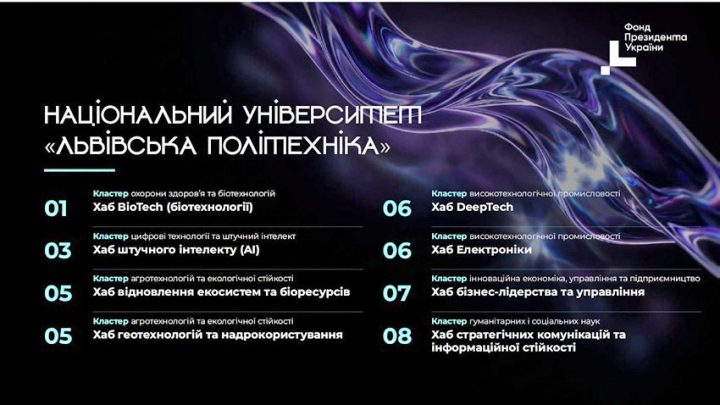 Фонд
Президента
України
НАЦІОНАЛЬНИЙ УНІВЕРСИТЕТ
«ЛЬВІВСЬКА ПОЛІТЕХНІКА»
01
Кластер охорони здоров'я та біотехнологій
Хаб BioTech (біотехнології)
03
Кластер цифрові технології та штучний інтелект
Хаб штучного інтелекту (AI)
05
Кластер агротехнологій та екологічної стійкості
Хаб відновлення екосистем та біоресурсів
05
Кластер агротехнологій та екологічної стійкості
Хаб геотехнологій та надрокористування
06
Кластер високотехнологічної промисловості
Хаб DeepTech
06
Кластер високотехнологічної промисловості
Хаб Електроніки
07
Кластер інноваційна економіка, управління та підприємництво
Хаб бізнес-лідерства та управління
08
Кластер гуманітарних і соціальних наук
Хаб стратегічних комунікацій та
інформаційної стійкості